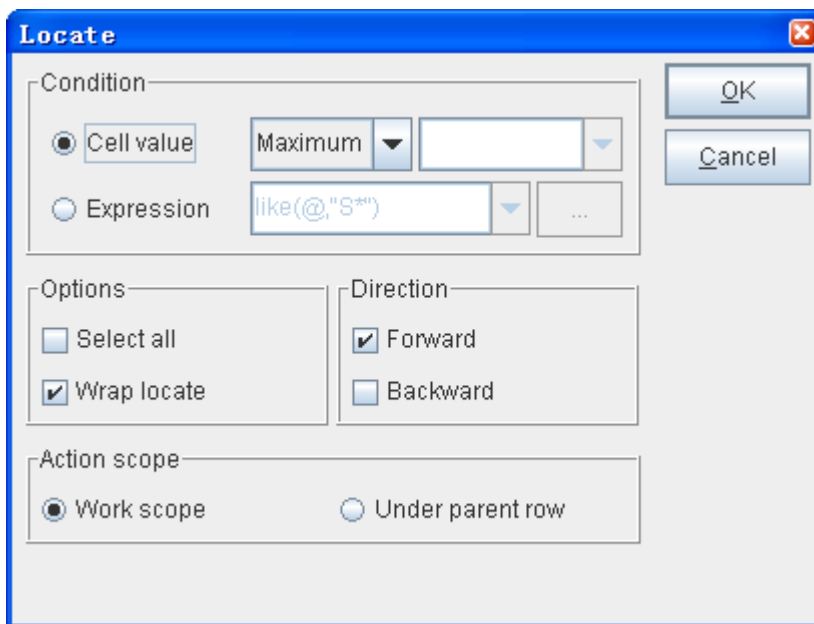 Locate
Condition
OK
Cell value Maximum
Cancel
Expression like(@,"S*") ...
Options Direction
Select all Forward
Wrap locate Backward
Action scope
Work scope Under parent row